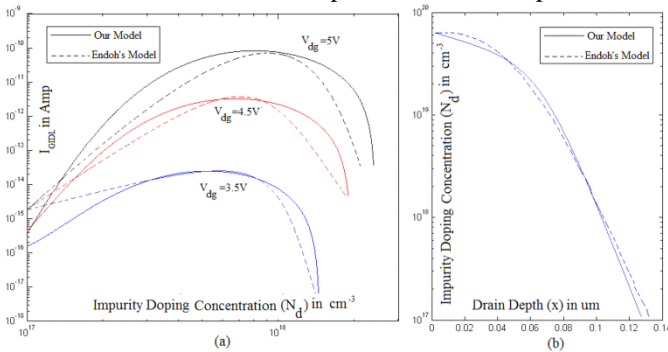 10^-9
10^-10
10^-11
10^-12
10^-13
10^-14
10^-15
10^-16
10^-17
10^-18
I_GIDL in Amp
Our Model
Endoh's Model
V_dg =5V
V_dg =4.5V
V_dg =3.5V
Impurity Doping Concentration (N_d) in cm^-3
10^17
10^18
(a)
10^20
10^19
10^18
10^17
Impurity Doping Concentration (N_d) in cm^-3
Our Model
Endoh's Model
Drain Depth (x) in um
0 0.02 0.04 0.06 0.08 0.1 0.12 0.14
(b)